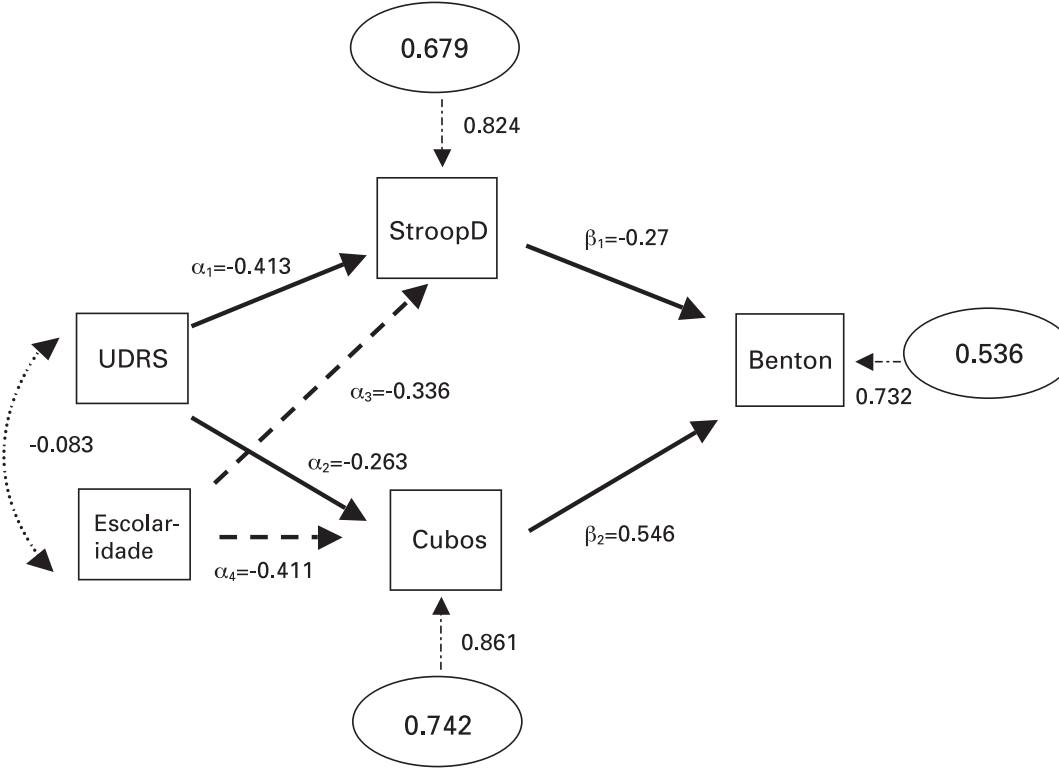 0.679
0.824
StroopD
α₁=-0.413
β₁=-0.27
UDRS
Benton
0.536
0.732
α₃=-0.336
-0.083
α₂=-0.263
Escolar-
idade
Cubos
β₂=0.546
α₄=-0.411
0.861
0.742